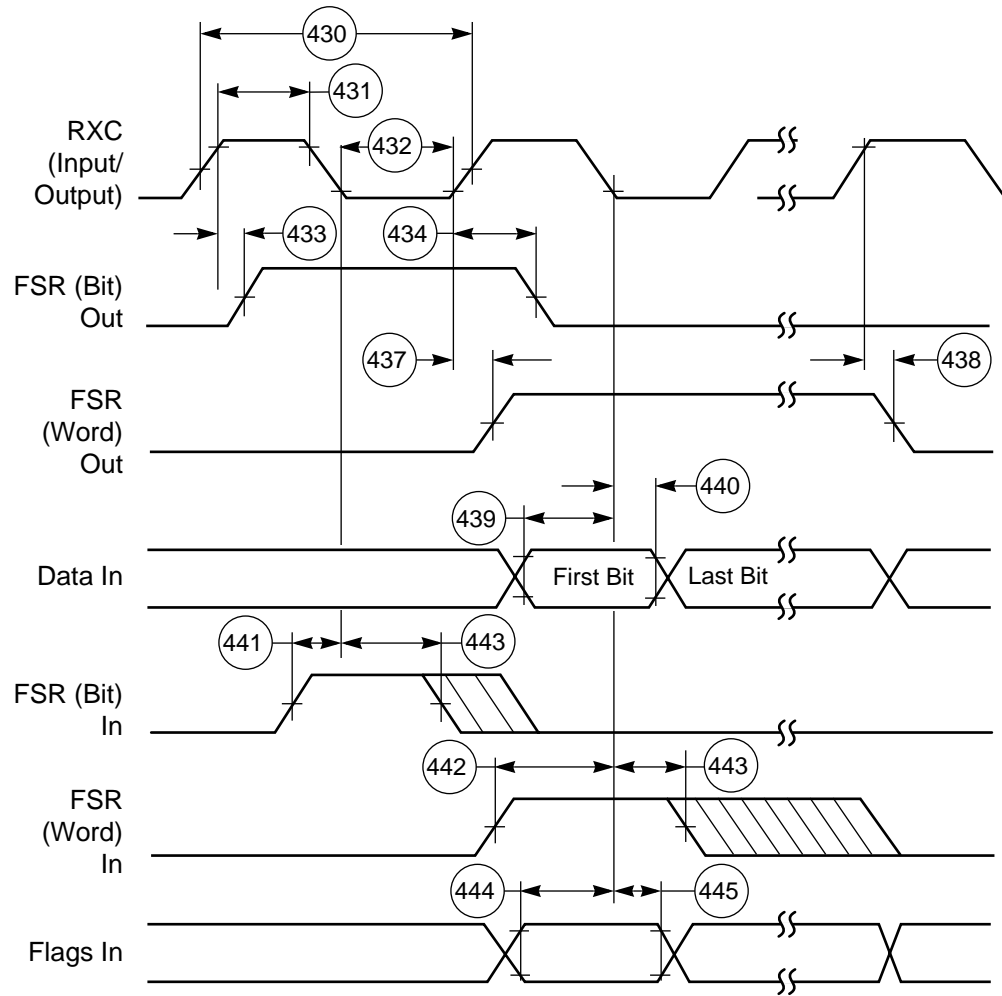 430
431
RXC
(Input/
Output)
432
433
434
FSR (Bit)
Out
437
438
FSR
(Word)
Out
440
439
Data In
First Bit
Last Bit
441
443
FSR (Bit)
In
442
443
FSR
(Word)
In
444
445
Flags In